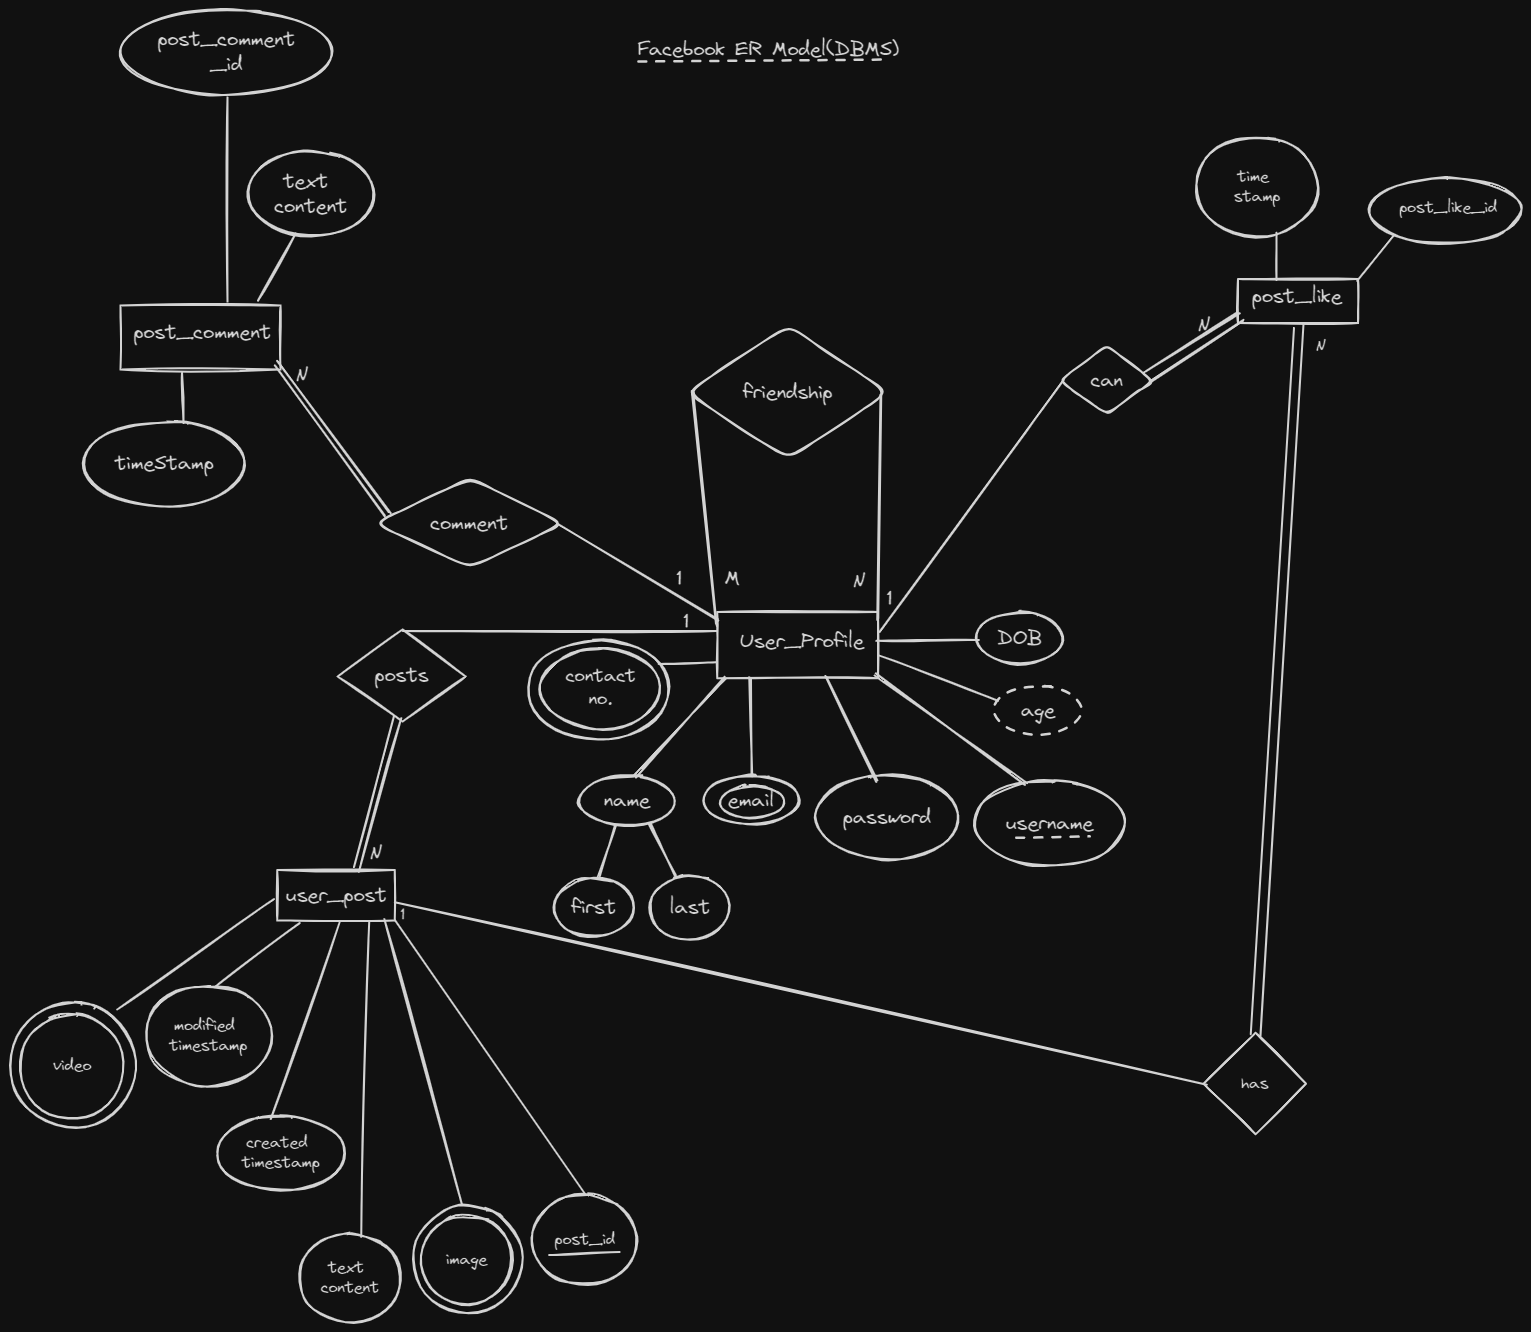 Facebook ER Model(DBMS)
post_comment
_id
text
content
time
stamp
post_like_id
post_like
N
N
post_comment
N
can
friendship
timeStamp
comment
1
M
N
1
1
User_Profile
DOB
posts
contact
no.
age
name
email
password
username
N
user_post
1
first
last
video
modified
timestamp
has
created
timestamp
text
content
image
post_id